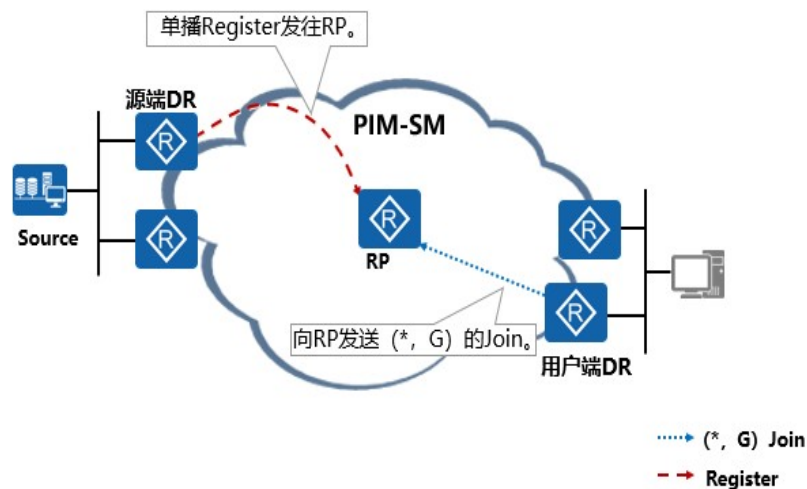 单播Register发往RP。
源端DR
PIM-SM
R
R
R
R
R
Source
RP
向RP发送 (*, G) 的Join。
用户端DR
(*, G) Join
Register